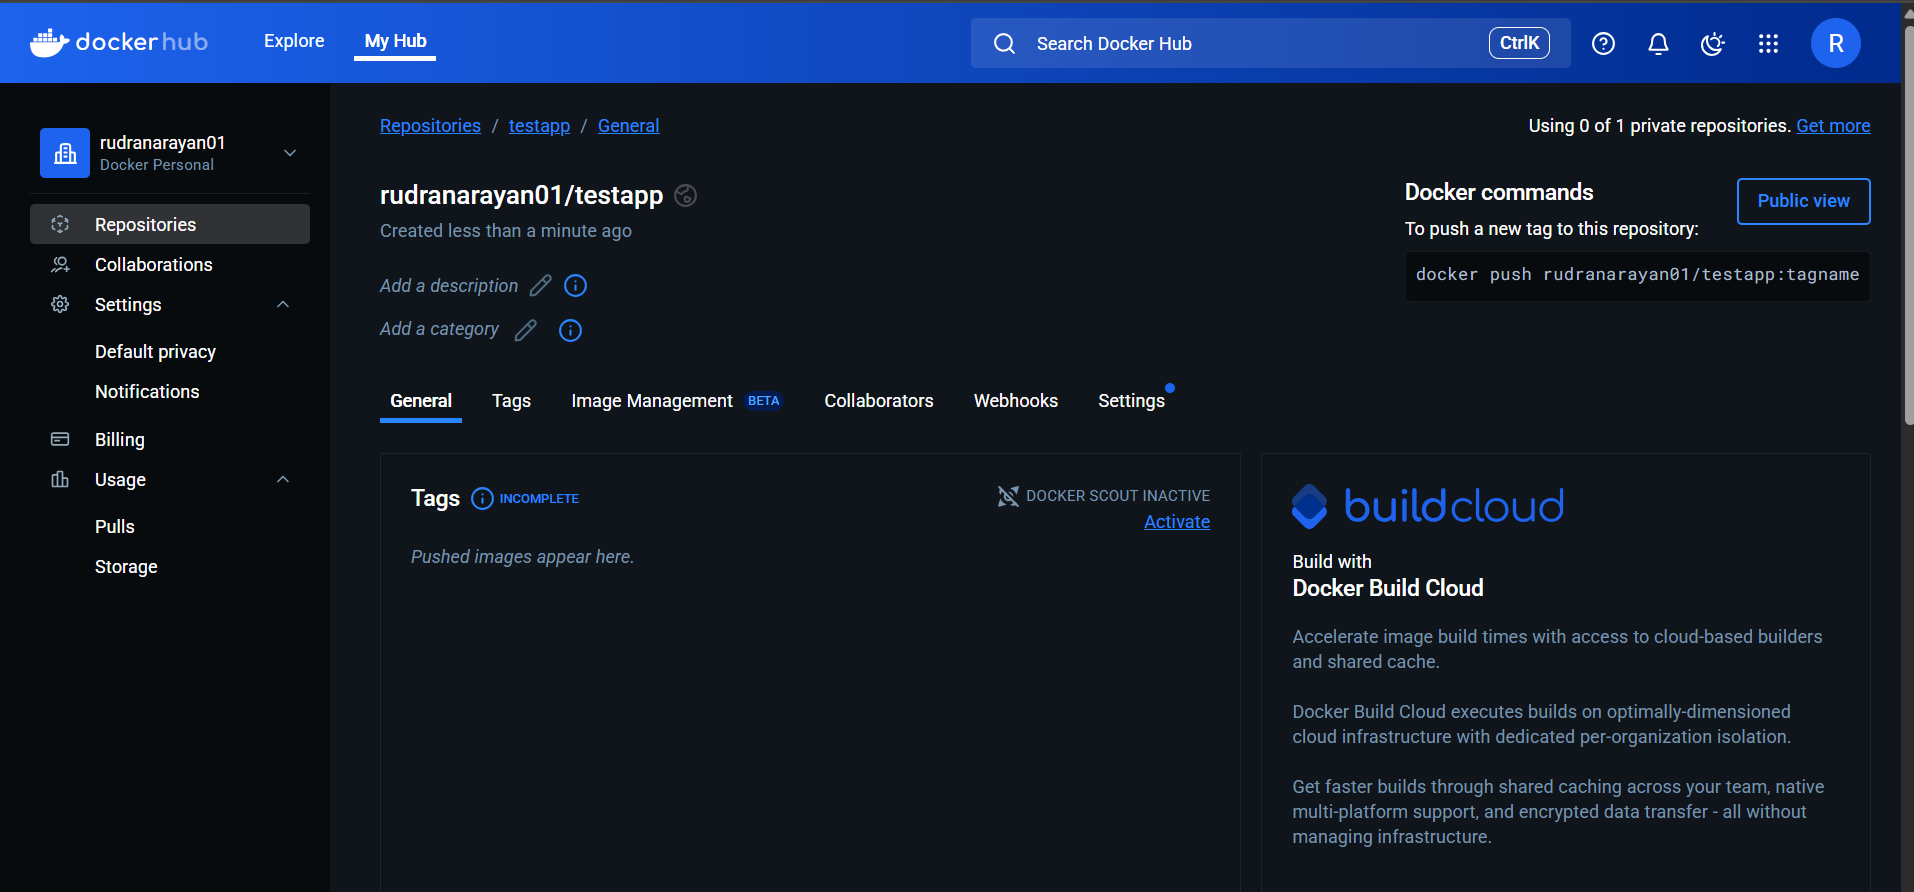 dockerhub
Explore
My Hub
Search Docker Hub
CtrlK
R
rudranarayan01
Docker Personal
Repositories
Collaborations
Settings
Default privacy
Notifications
Billing
Usage
Pulls
Storage
Repositories / testapp / General
Using 0 of 1 private repositories. Get more
rudranarayan01/testapp
Created less than a minute ago
Add a description
Add a category
Docker commands
Public view
To push a new tag to this repository:
docker push rudranarayan01/testapp:tagname
General
Tags
Image Management BETA
Collaborators
Webhooks
Settings
Tags INCOMPLETE
DOCKER SCOUT INACTIVE
Activate
Pushed images appear here.
buildcloud
Build with
Docker Build Cloud
Accelerate image build times with access to cloud-based builders
and shared cache.
Docker Build Cloud executes builds on optimally-dimensioned
cloud infrastructure with dedicated per-organization isolation.
Get faster builds through shared caching across your team, native
multi-platform support, and encrypted data transfer - all without
managing infrastructure.